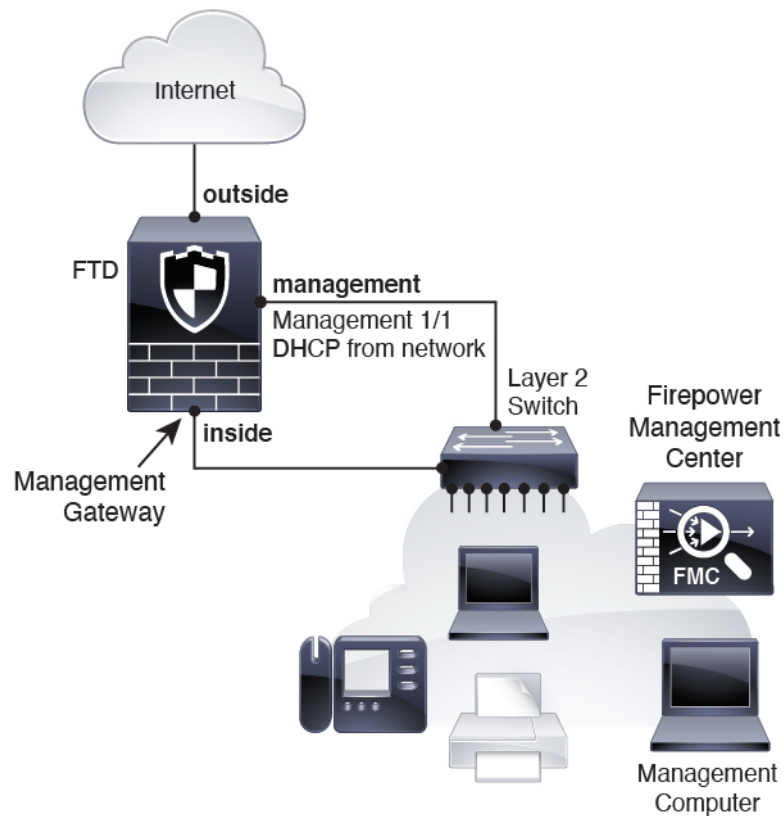 Internet
outside
FTD
management
Management 1/1
DHCP from network
Layer 2
Switch
Firepower
Management
Center
inside
Management
Gateway
FMC
Management
Computer